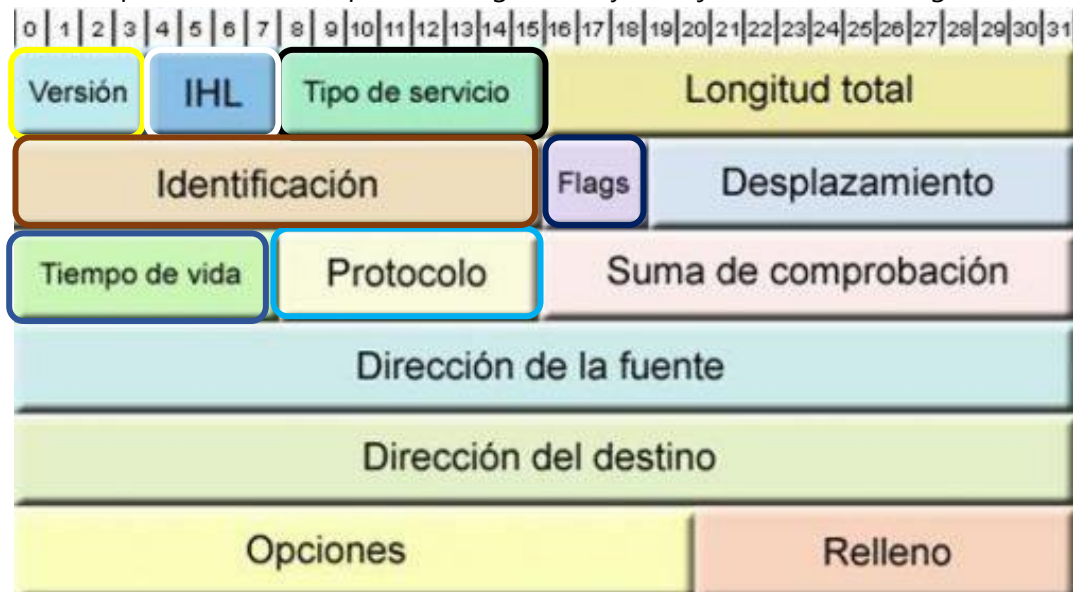 0 1 2 3 4 5 6 7 8 9 10 11 12 13 14 15 16 17 18 19 20 21 22 23 24 25 26 27 28 29 30 31
Versión IHL Tipo de servicio Longitud total
Identificación Flags Desplazamiento
Tiempo de vida Protocolo Suma de comprobación
Dirección de la fuente
Dirección del destino
Opciones Relleno